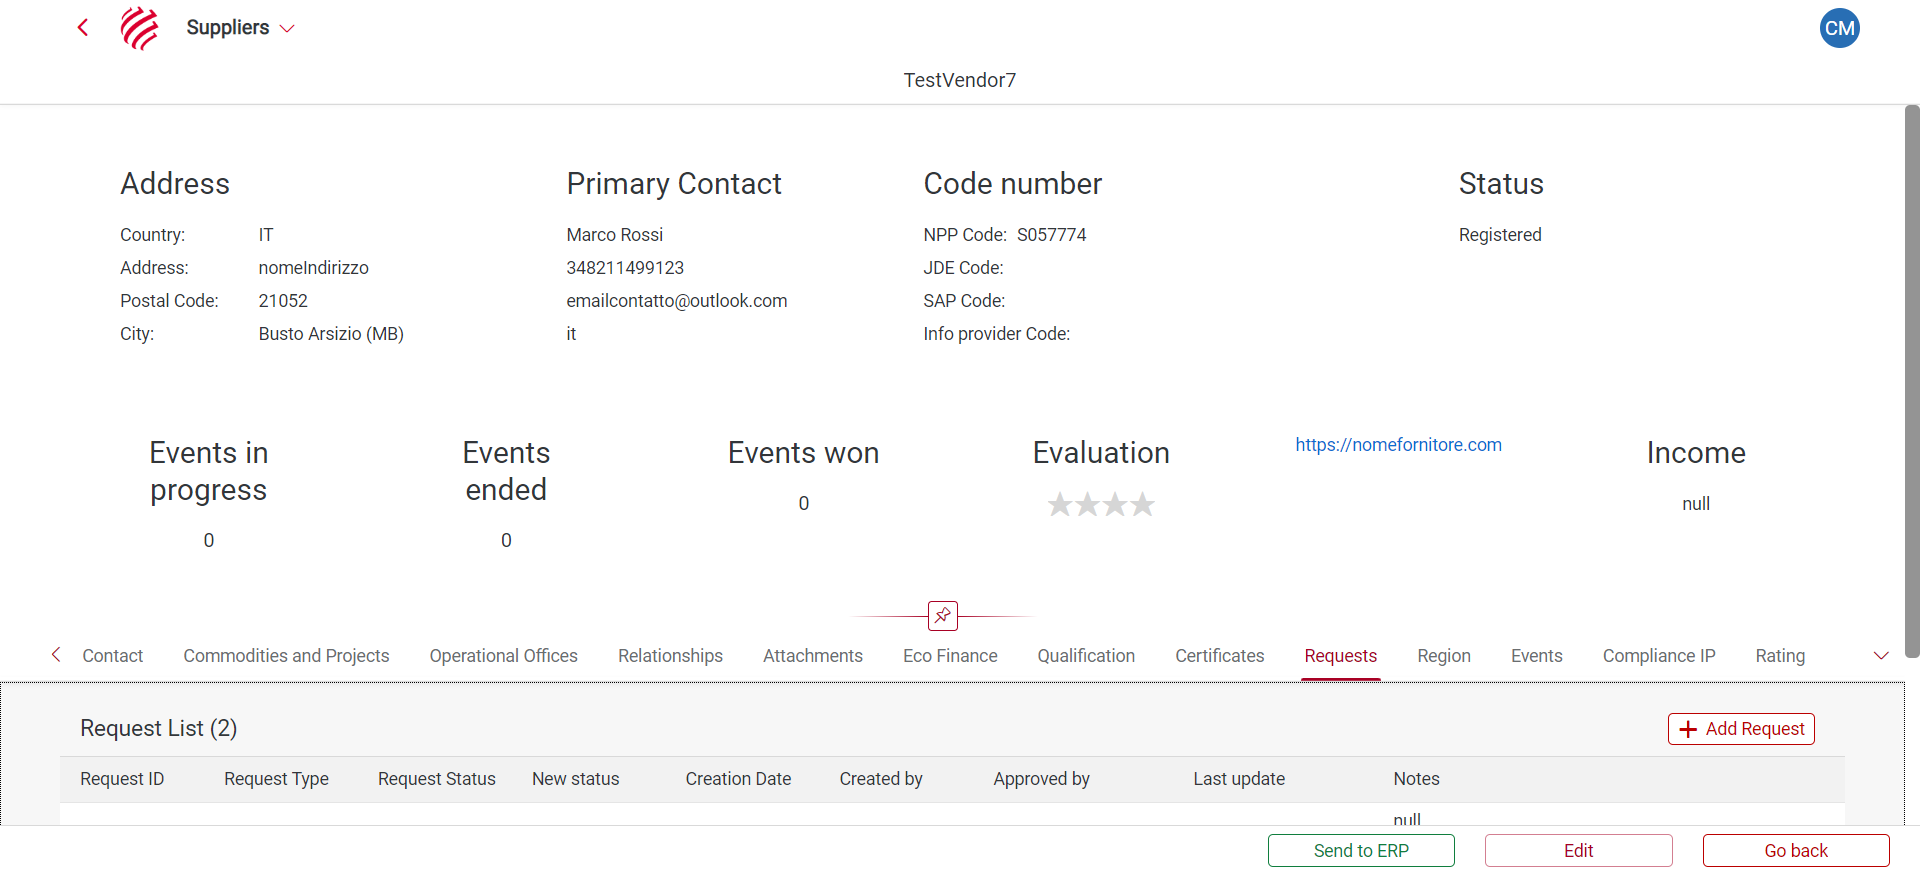 Suppliers
CM
TestVendor7
Address
Country: IT
Address: nomeIndirizzo
Postal Code: 21052
City: Busto Arsizio (MB)
Primary Contact
Marco Rossi
348211499123
emailcontatto@outlook.com
it
Code number
NPP Code: S057774
JDE Code:
SAP Code:
Info provider Code:
Status
Registered
Events in
progress
0
Events
ended
0
Events won
0
Evaluation
https://nomefornitore.com
Income
null
Contact Commodities and Projects Operational Offices Relationships Attachments Eco Finance Qualification Certificates Requests Region Events Compliance IP Rating
Request List (2)
Add Request
Request ID Request Type Request Status New status Creation Date Created by Approved by Last update Notes
null
Send to ERP Edit Go back